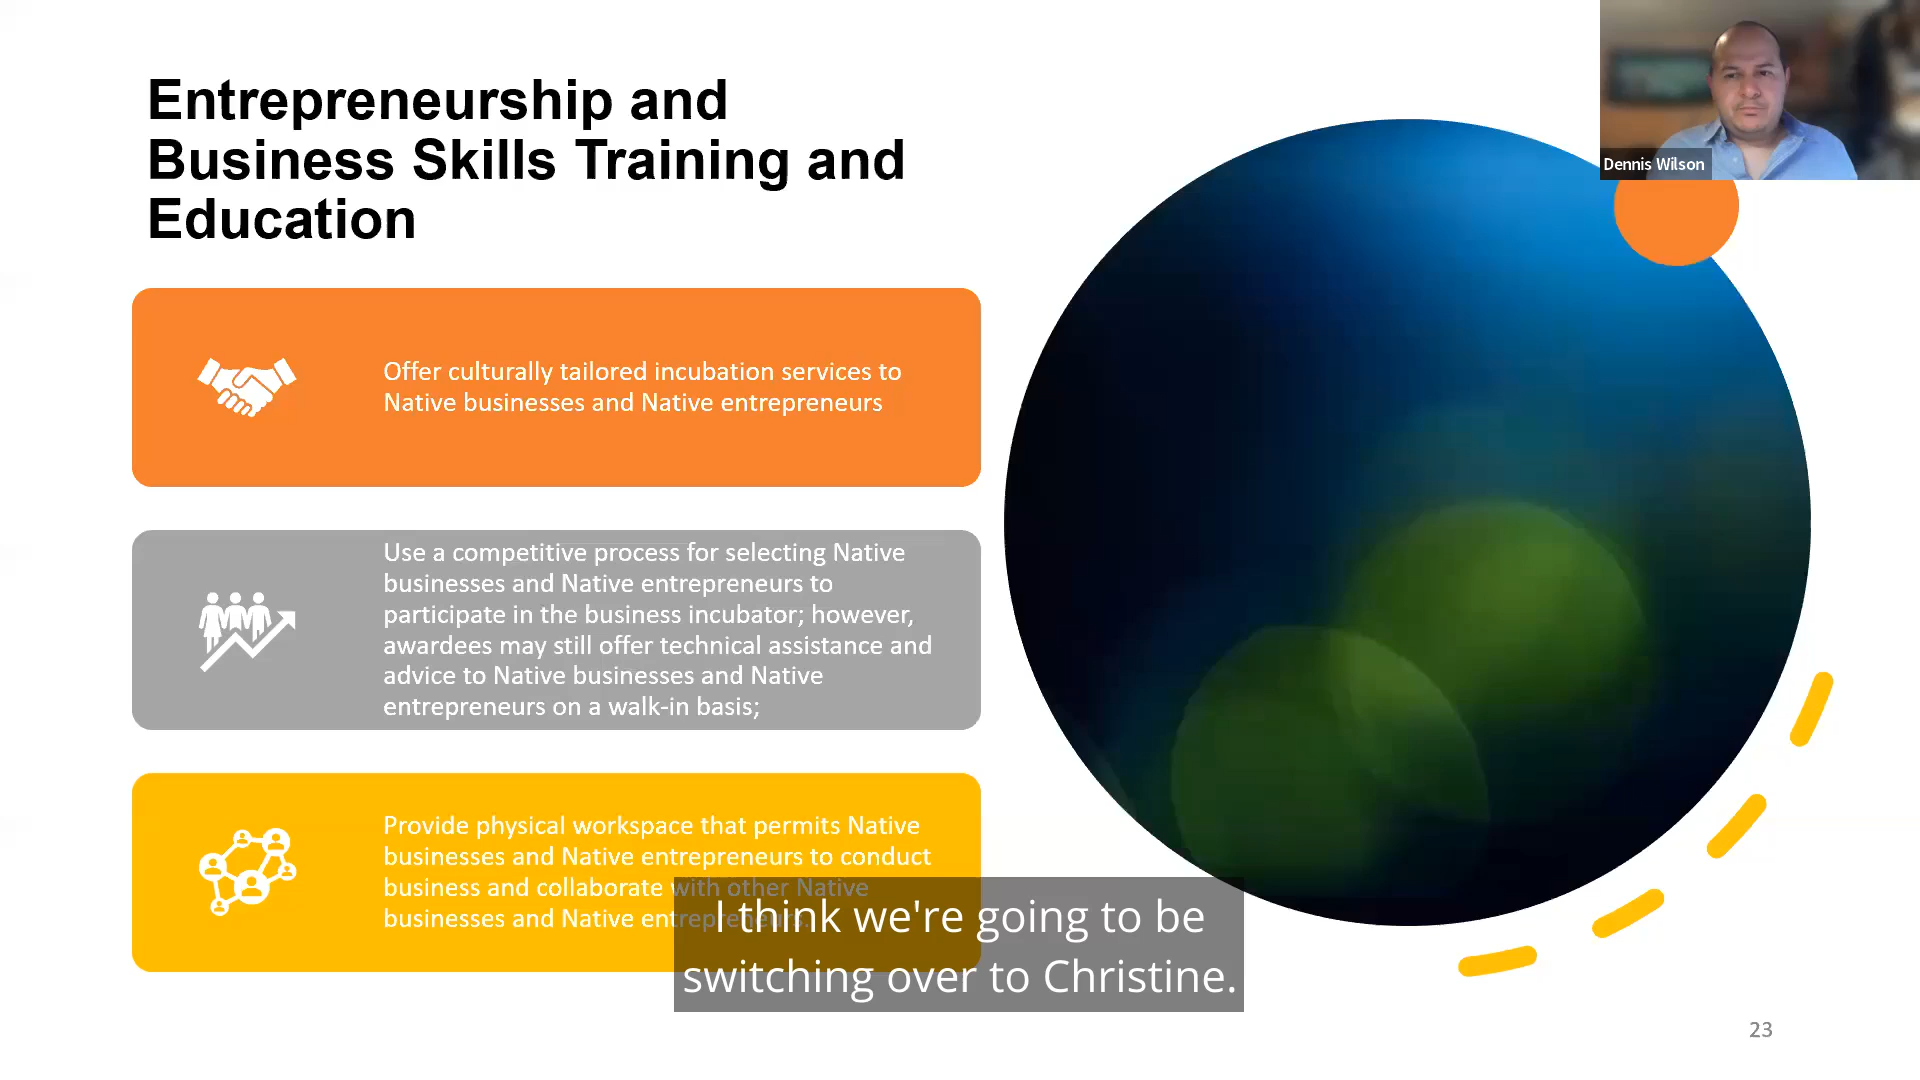 Entrepreneurship and
Business Skills Training and
Education
Dennis Wilson
Offer culturally tailored incubation services to
Native businesses and Native entrepreneurs
Use a competitive process for selecting Native
businesses and Native entrepreneurs to
participate in the business incubator; however,
awardees may still offer technical assistance and
advice to Native businesses and Native
entrepreneurs on a walk-in basis;
Provide physical workspace that permits Native
businesses and Native entrepreneurs to conduct
business and collaborate with other Native
businesses and Native entrepreneurs.
I think we're going to be
switching over to Christine.
23